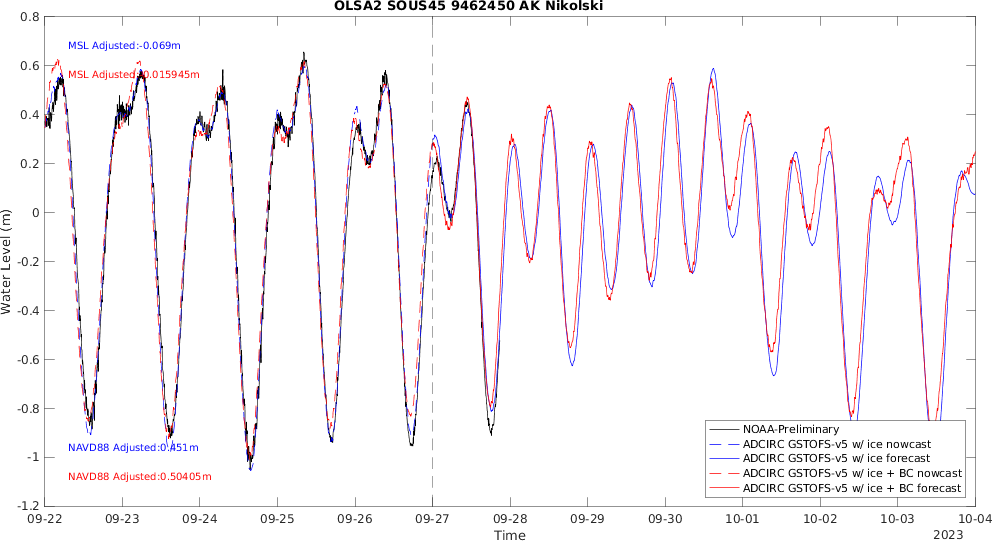 OLSA2 SOUS45 9462450 AK Nikolski
MSL Adjusted:-0.069m
MSL Adjusted:-0.015945m
NAVD88 Adjusted:0.451m
NAVD88 Adjusted:0.50405m
Water Level (m)
0.8
0.6
0.4
0.2
0
-0.2
-0.4
-0.6
-0.8
-1
-1.2
NOAA-Preliminary
ADCIRC GSTOFS-v5 w/ ice nowcast
ADCIRC GSTOFS-v5 w/ ice forecast
ADCIRC GSTOFS-v5 w/ ice + BC nowcast
ADCIRC GSTOFS-v5 w/ ice + BC forecast
09-22 09-23 09-24 09-25 09-26 09-27 09-28 09-29 09-30 10-01 10-02 10-03 10-04
Time
2023